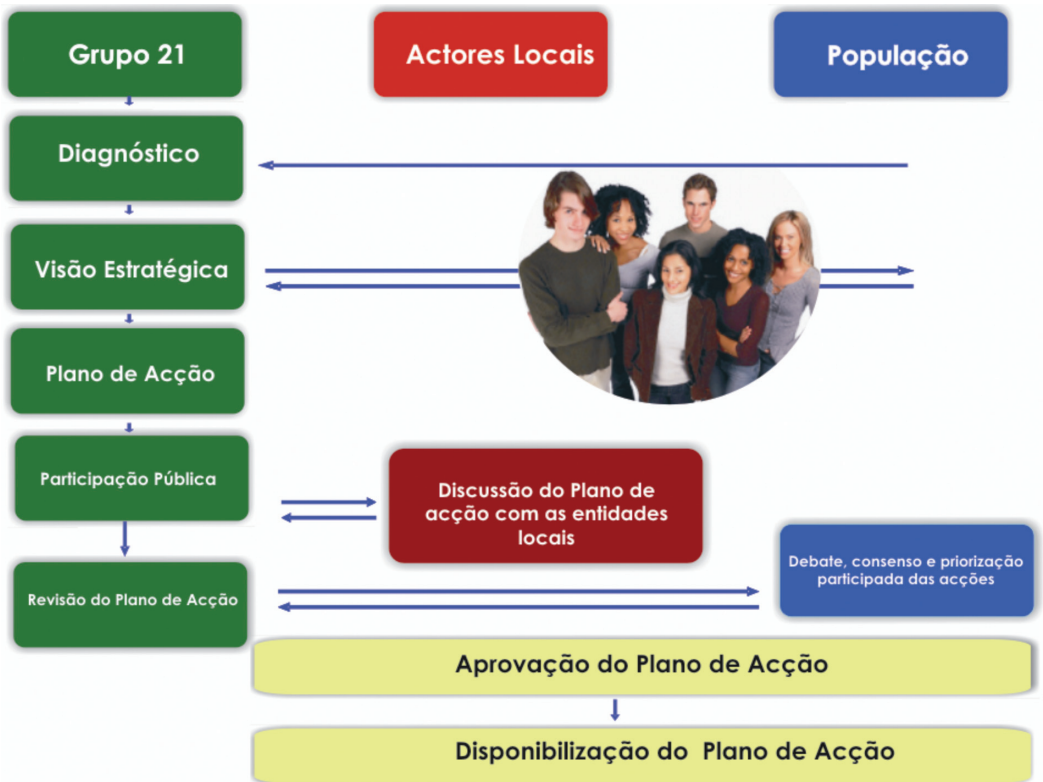 Grupo 21
Actores Locais
População
Diagnóstico
Visão Estratégica
Plano de Acção
Participação Pública
Discussão do Plano de
acção com as entidades
locais
Debate, consenso e priorização
participada das acções
Revisão do Plano de Acção
Aprovação do Plano de Acção
Disponibilização do Plano de Acção